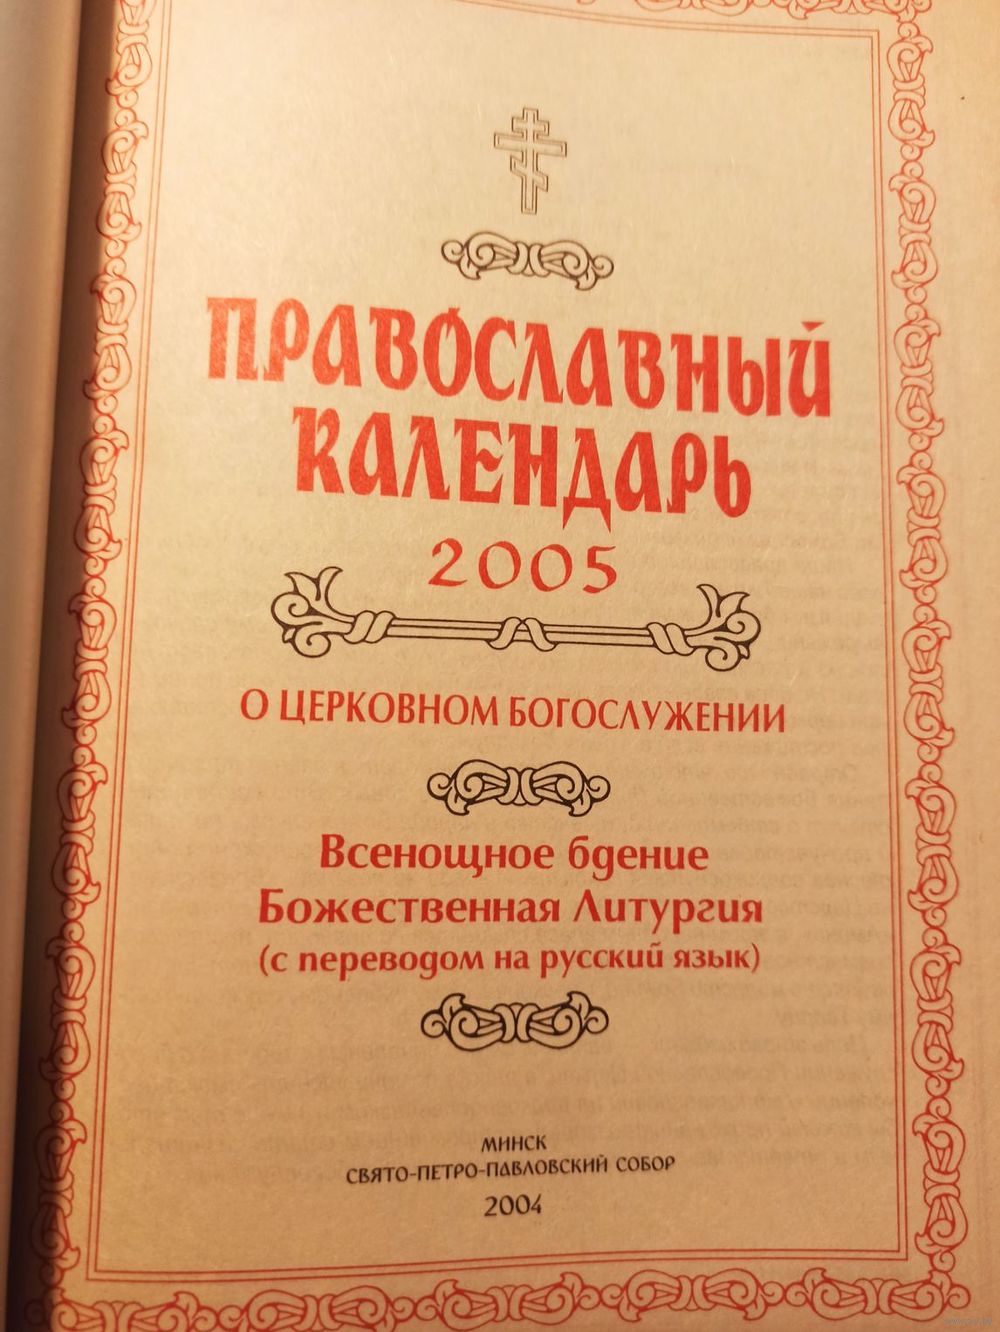 ПРАВОСЛАВНЫЙ
КАЛЕНДАРЬ
2005
О ЦЕРКОВНОМ БОГОСЛУЖЕНИИ
Всенощное бдение
Божественная Литургия
(с переводом на русский язык)
МИНСК
СВЯТО-ПЕТРО-ПАВЛОВСКИЙ СОБОР
2004